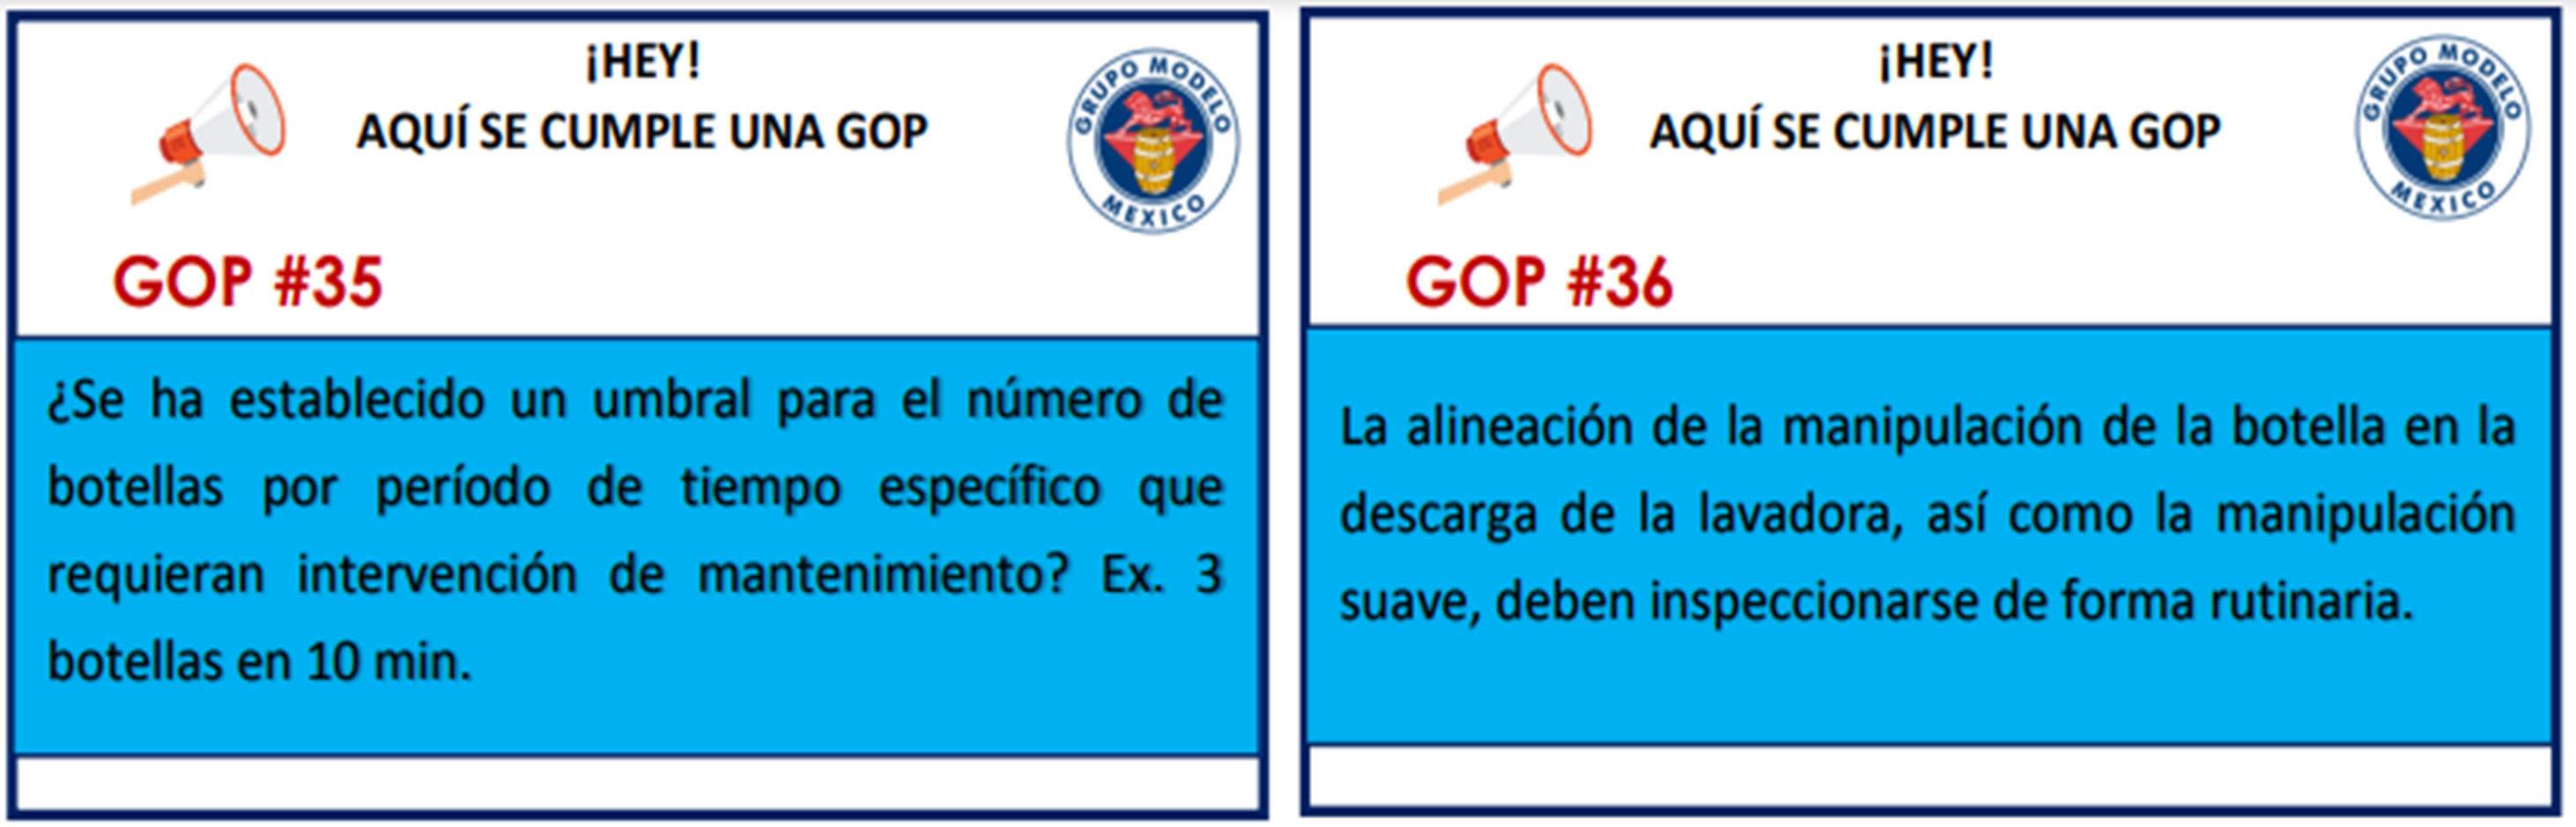 ¡HEY!
AQUÍ SE CUMPLE UNA GOP
GRUPO MODELO
MEXICO
GOP #35
¿Se ha establecido un umbral para el número de
botellas por período de tiempo específico que
requieran intervención de mantenimiento? Ex. 3
botellas en 10 min.
¡HEY!
AQUÍ SE CUMPLE UNA GOP
GRUPO MODELO
MEXICO
GOP #36
La alineación de la manipulación de la botella en la
descarga de la lavadora, así como la manipulación
suave, deben inspeccionarse de forma rutinaria.